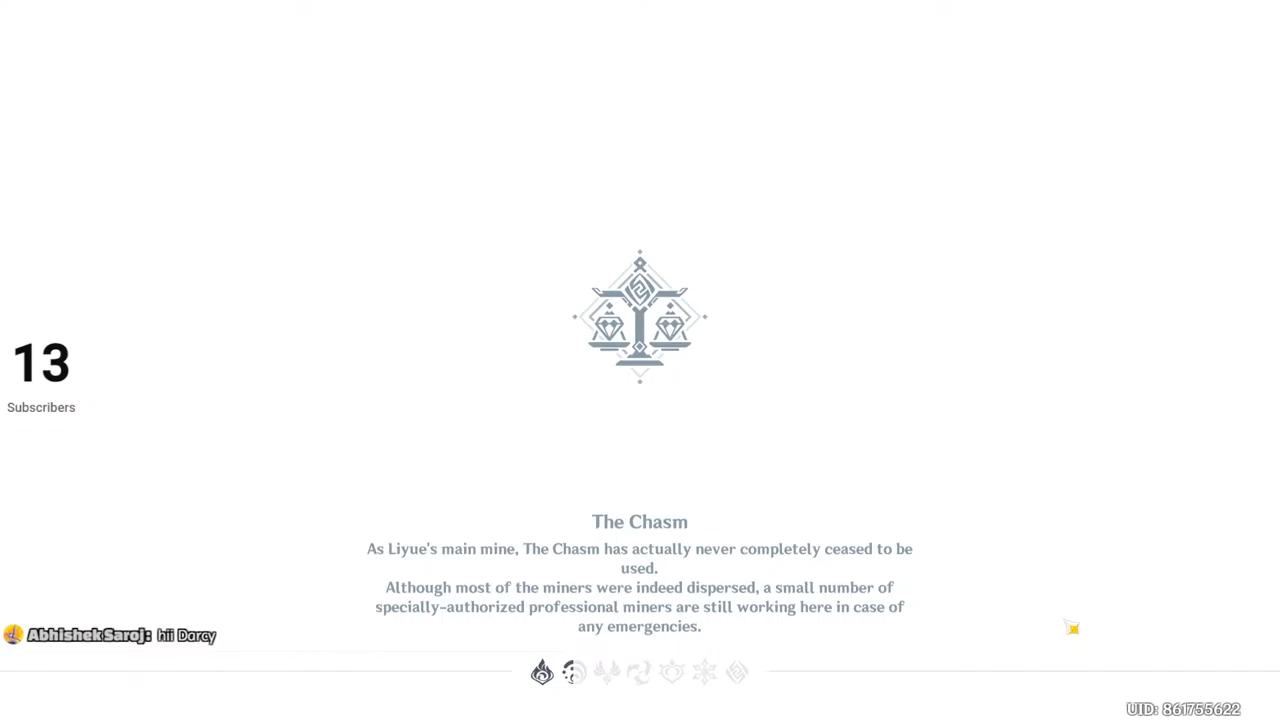 13
Subscribers
The Chasm
As Liyue's main mine, The Chasm has actually never completely ceased to be
used.
Although most of the miners were indeed dispersed, a small number of
specially-authorized professional miners are still working here in case of
any emergencies.
Abhishek Saroj: hii Darcy
UID: 861755622